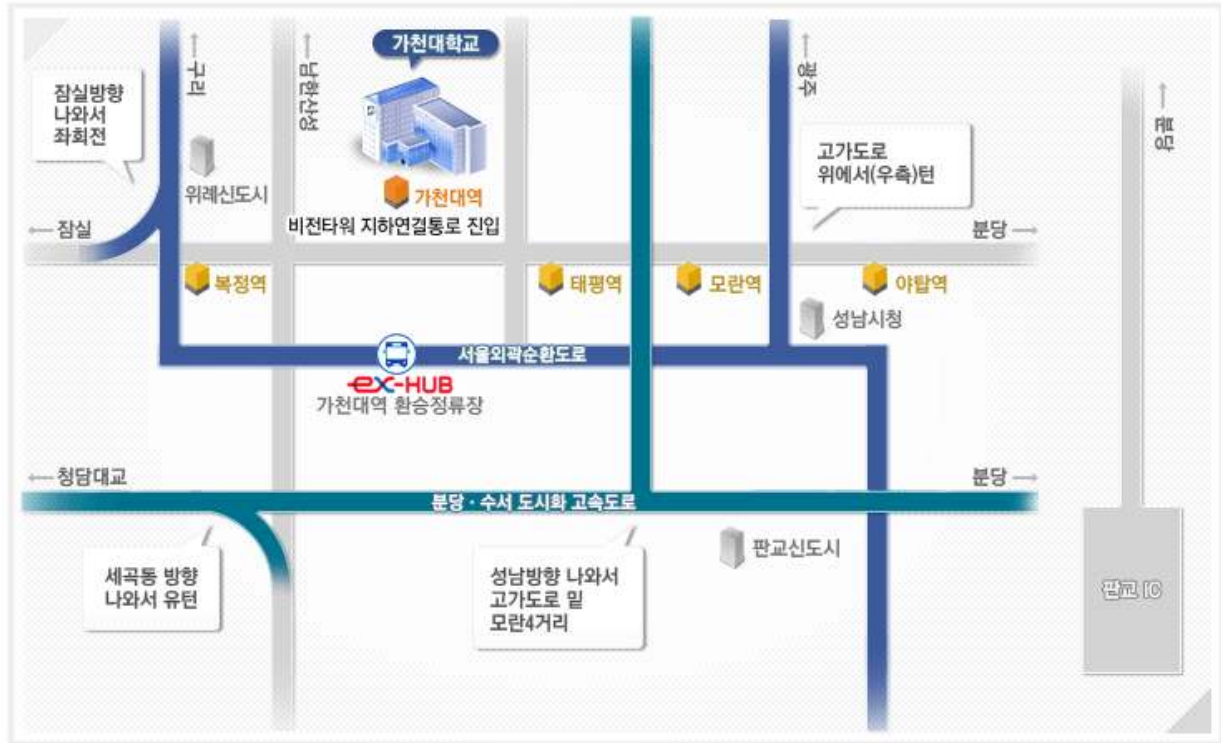 가천대학교
구리
남한산성
광주
분당
잠실방향
나와서
좌회전
고가도로
위에서(우측)턴
위례신도시
가천대역
비전타워 지하연결통로 진입
잠실
분당
복정역
태평역
모란역
야탑역
성남시청
서울외곽순환도로
ex-HUB
가천대역 환승정류장
청담대교
분당
분당·수서 도시화 고속도로
판교신도시
세곡동 방향
나와서 유턴
성남방향 나와서
고가도로 밑
모란4거리
판교 IC